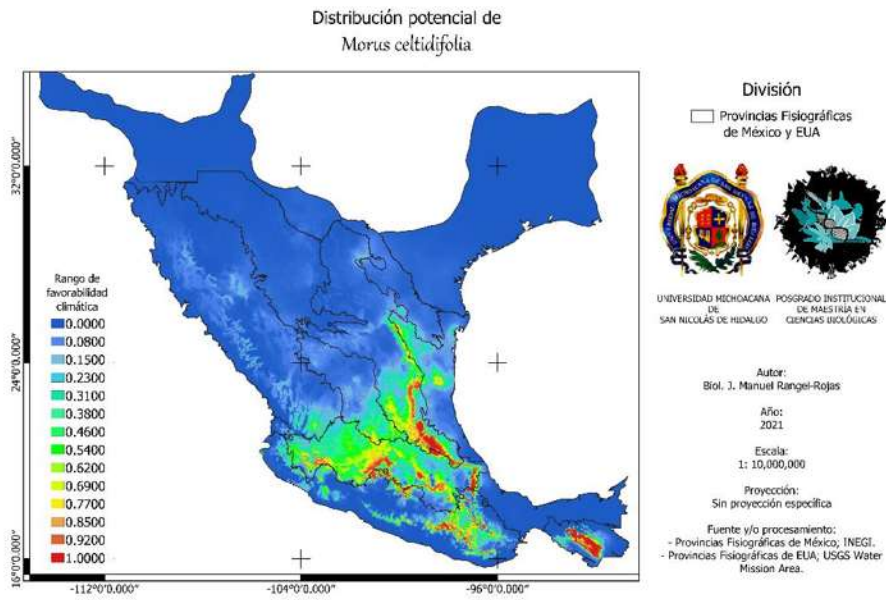 Distribución potencial de
Morus celtidifolia
División
Provincias Fisiográficas
de México y EUA
UNIVERSIDAD MICHOACANA
DE
SAN NICOLÁS DE HIDALGO
POSGRADO INSTITUCIONAL
DE MAESTRÍA EN
CIENCIAS BIOLÓGICAS
Autor:
Biol. J. Manuel Rangel-Rojas
Año:
2021
Escala:
1: 10,000,000
Proyección:
Sin proyección específica
Fuente y/o procesamiento:
- Provincias Fisiográficas de México; INEGI.
- Provincias Fisiográficas de EUA; USGS Water
Mission Area.
Rango de
favorabilidad
climática
0.0000
0.0800
0.1500
0.2300
0.3100
0.3800
0.4600
0.5400
0.6200
0.6900
0.7700
0.8500
0.9200
1.0000
32°0'0.000"
24°0'0.000"
16°0'0.000"
-112°0'0.000"
-104°0'0.000"
-96°0'0.000"